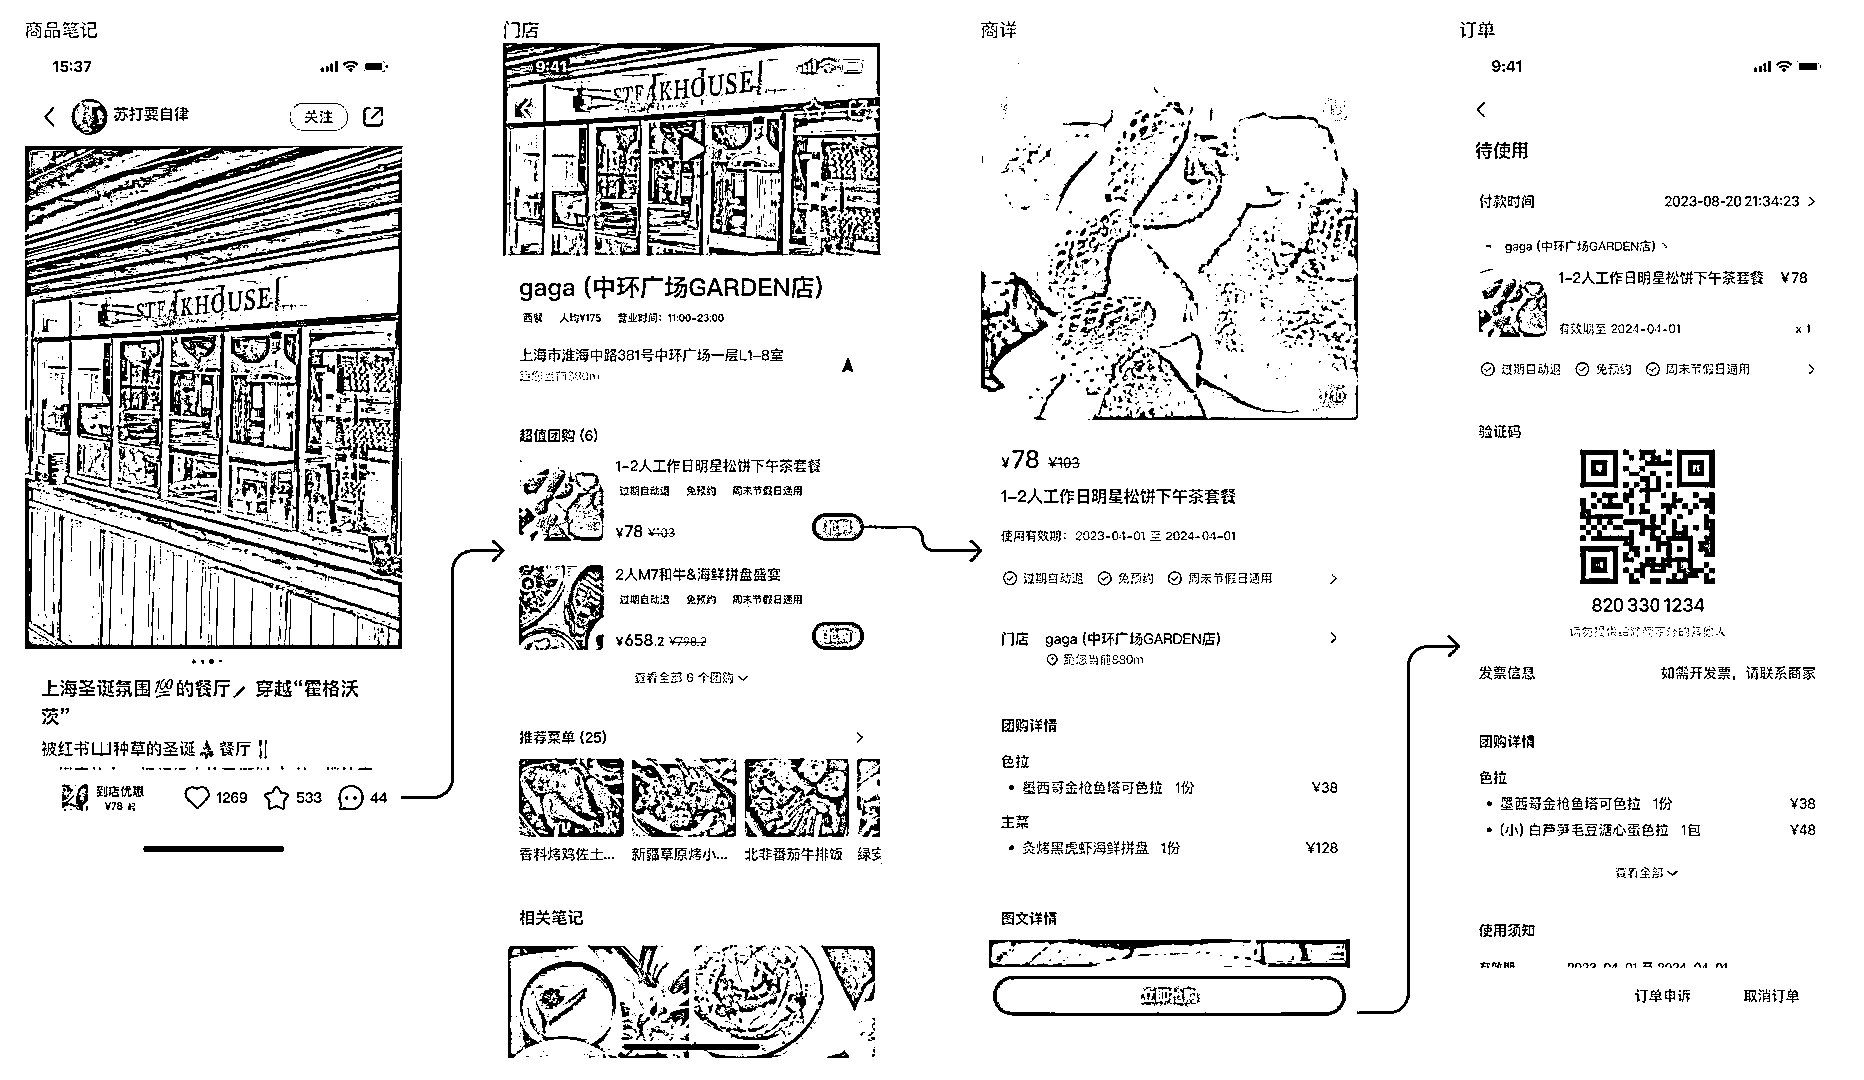 商品笔记
15:37
苏打要自律
关注
STEAKHOUSE
上海圣诞氛围💯的餐厅 穿越“霍格沃
茨”
被红书山种草的圣诞🎄餐厅🍴
到店优惠
¥78 起
1269
533
44
门店
9:41
STEAKHOUSE
gaga (中环广场GARDEN店)
西餐 人均¥175 营业时间：11:00-23:00
上海市淮海中路381号中环广场一层L1-8室
距您当前980m
超值团购 (6)
1-2人工作日明星松饼下午茶套餐
过期自动退 免预约 周末节假日通用
¥78 ¥103
抢购
2人M7和牛&海鲜拼盘盛宴
过期自动退 免预约 周末节假日通用
¥658.2 ¥798.2
抢购
查看全部 6 个团购
推荐菜单 (25)
香料烤鸡佐土...
新疆草原烤小...
北非番茄牛排饭
绿安
相关笔记
商详
¥78 ¥103
1-2人工作日明星松饼下午茶套餐
使用有效期：2023-04-01 至 2024-04-01
过期自动退 免预约 周末节假日通用
门店 gaga (中环广场GARDEN店)
距您当前980m
团购详情
色拉
• 墨西哥金枪鱼塔可色拉 1份 ¥38
主菜
• 炙烤黑虎虾海鲜拼盘 1份 ¥128
图文详情
立即抢购
订单
9:41
待使用
付款时间 2023-08-20 21:34:23
gaga (中环广场GARDEN店)
1-2人工作日明星松饼下午茶套餐 ¥78
有效期至 2024-04-01 x 1
过期自动退 免预约 周末节假日通用
验证码
820 330 1234
发票信息 如需开发票，请联系商家
团购详情
色拉
• 墨西哥金枪鱼塔可色拉 1份 ¥38
• (小) 白芦笋毛豆溏心蛋色拉 1包 ¥48
查看全部
使用须知
有效期 2023-04-01 至 2024-04-01
订单申诉 取消订单